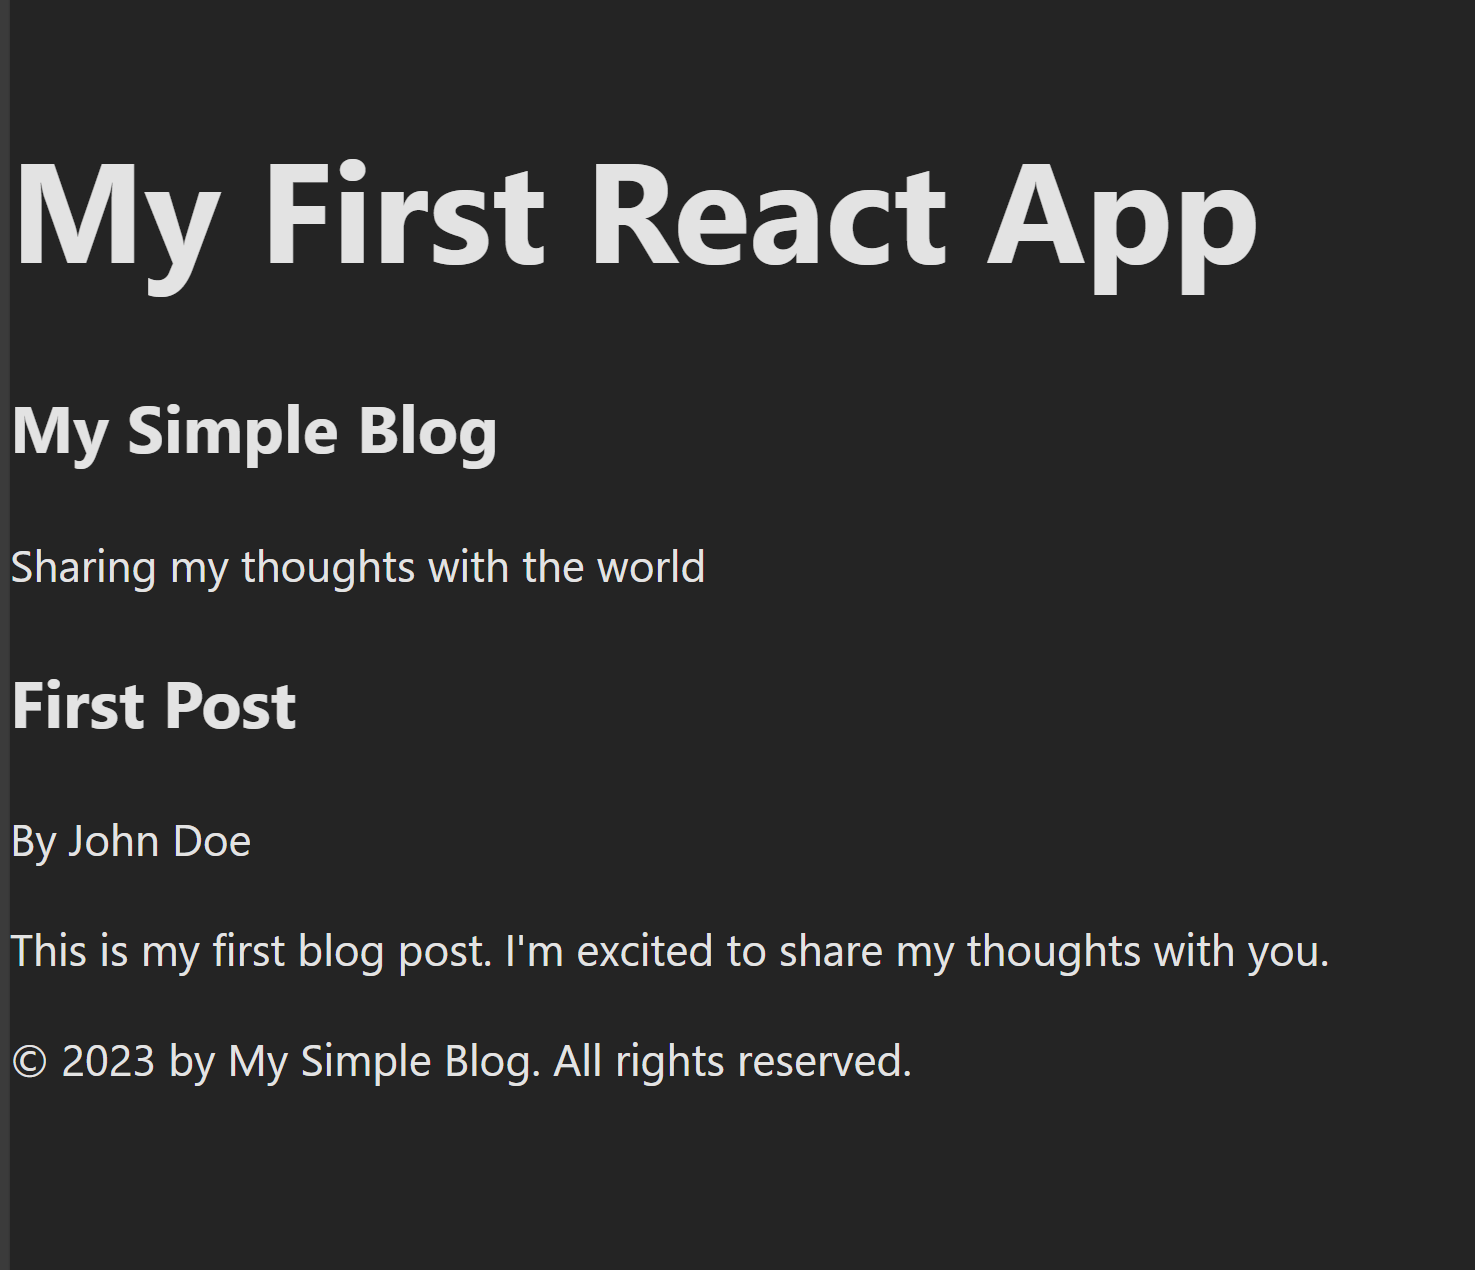 My First React App
My Simple Blog
Sharing my thoughts with the world
First Post
By John Doe
This is my first blog post. I'm excited to share my thoughts with you.
© 2023 by My Simple Blog. All rights reserved.